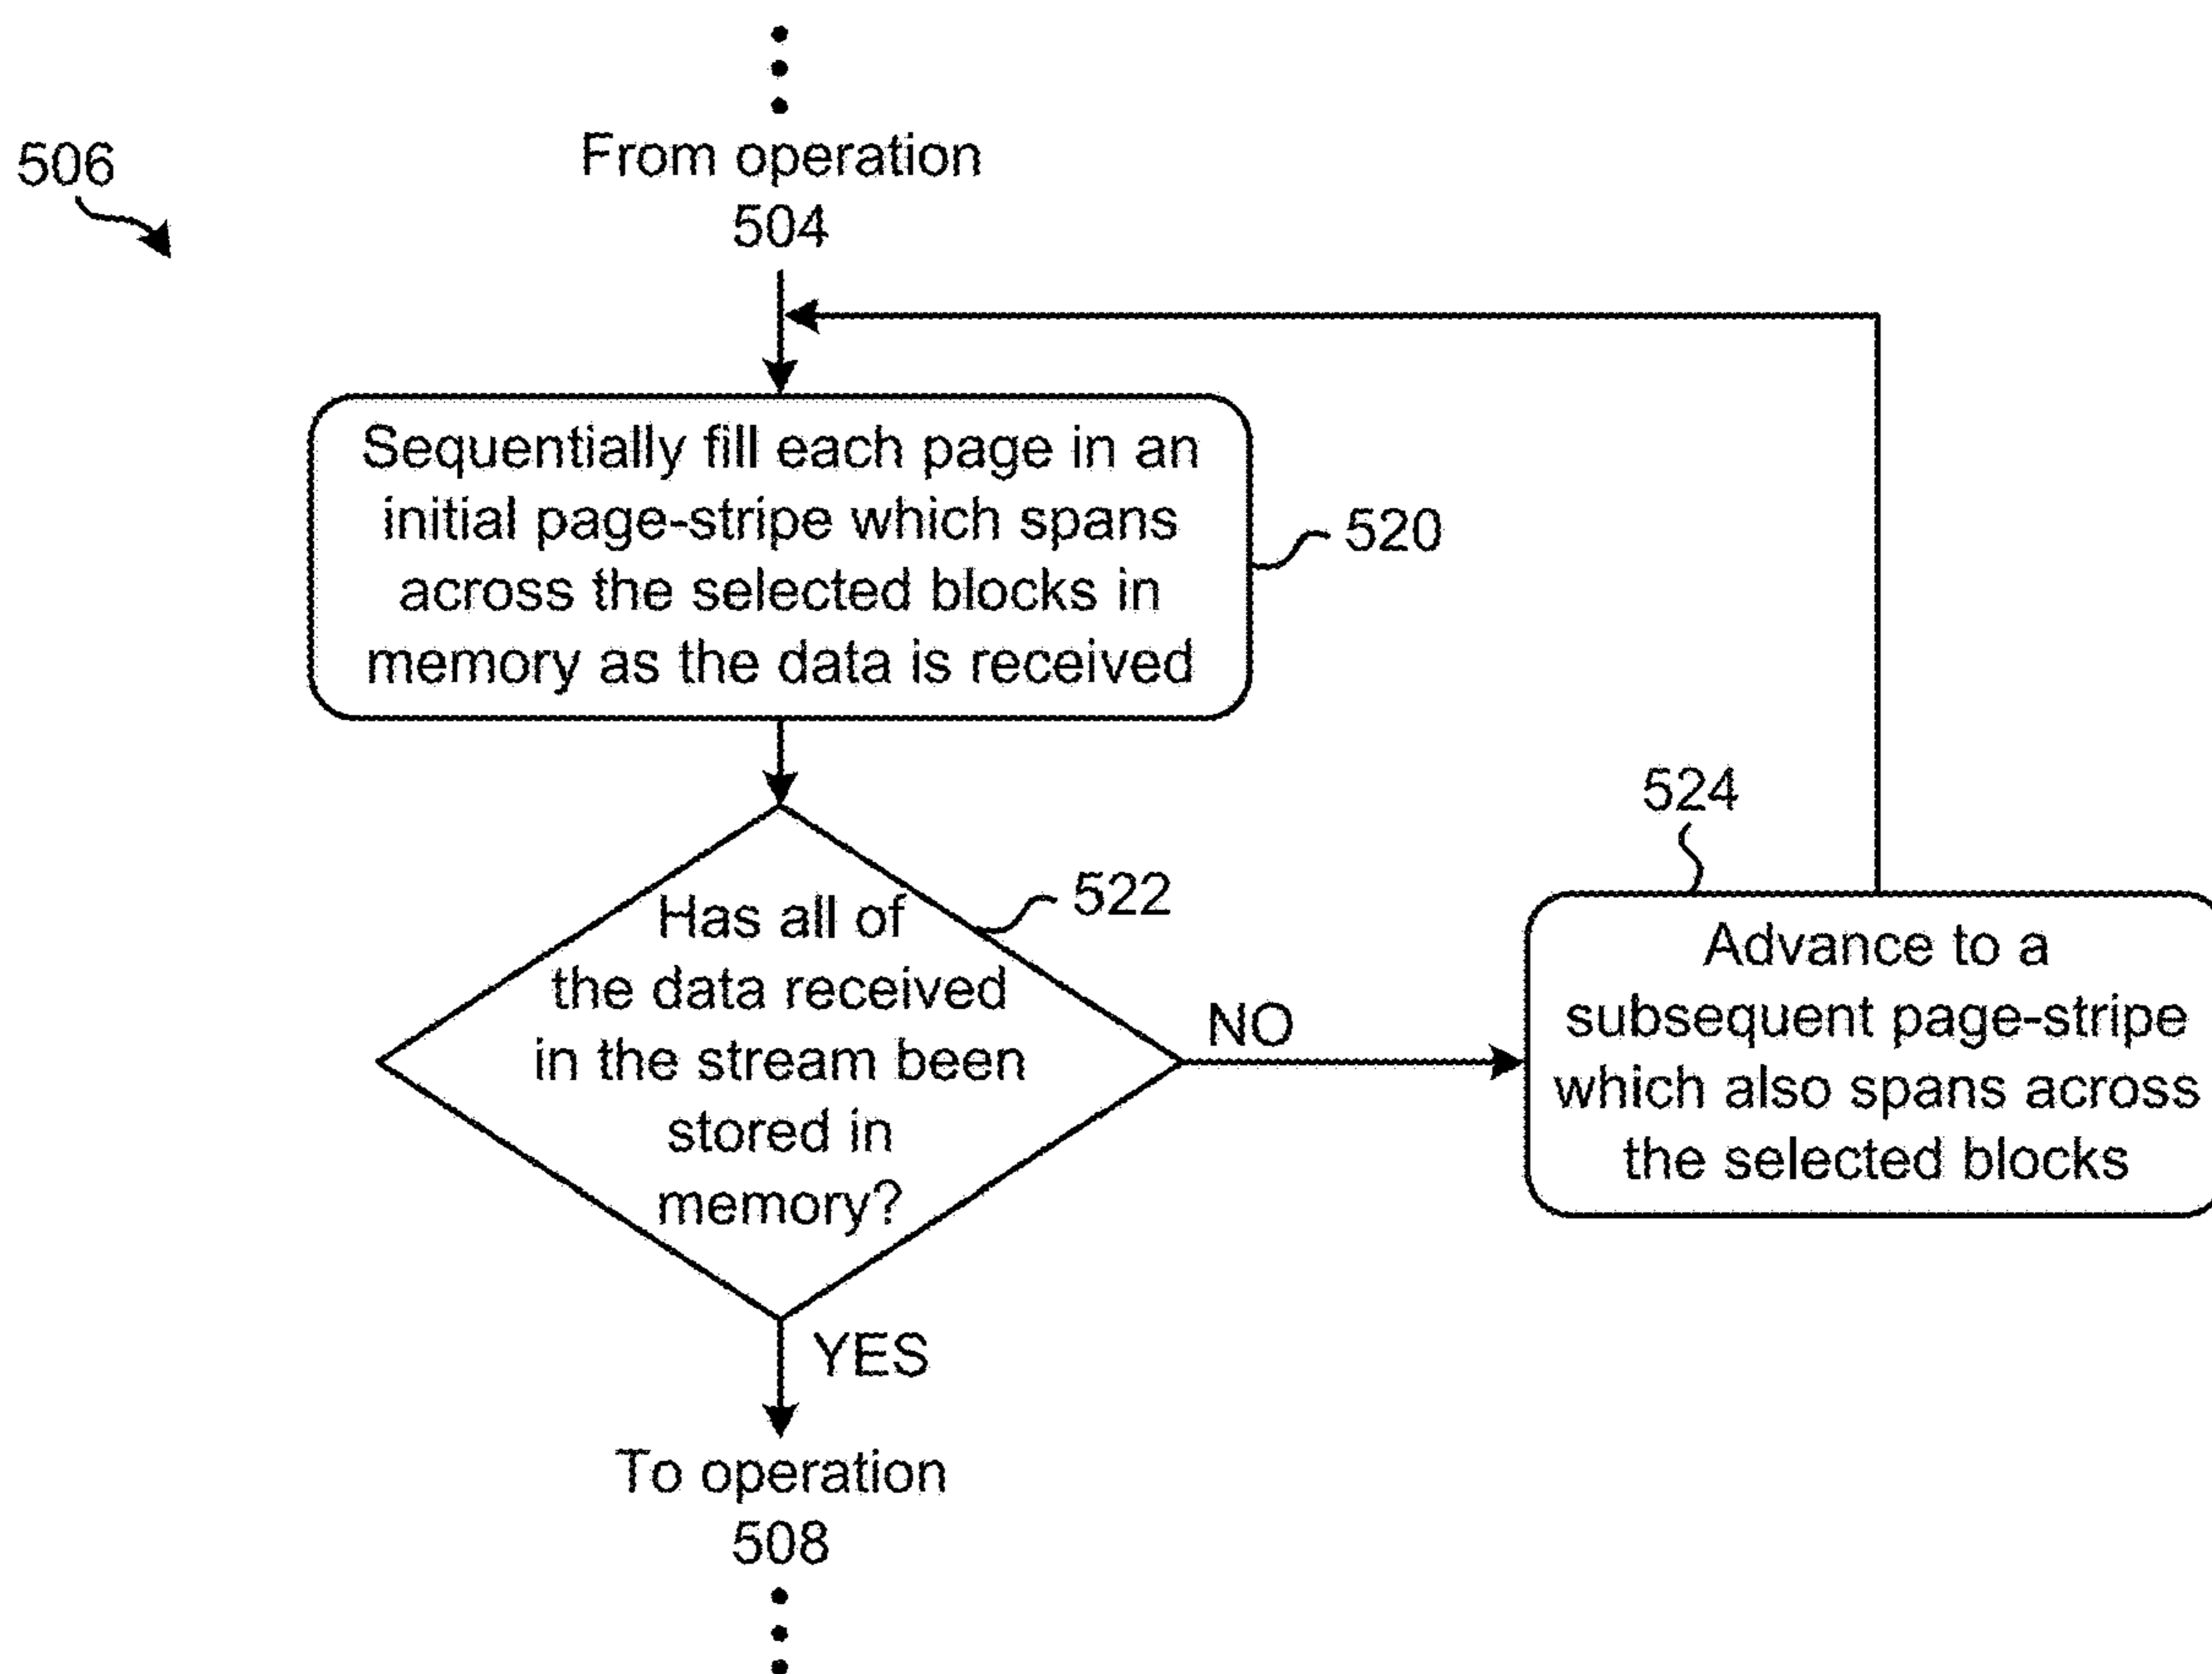 506
From operation
504
Sequentially fill each page in an
initial page-stripe which spans
across the selected blocks in
memory as the data is received
520
Has all of
the data received
in the stream been
stored in
memory?
522
NO
524
Advance to a
subsequent page-stripe
which also spans across
the selected blocks
YES
To operation
508